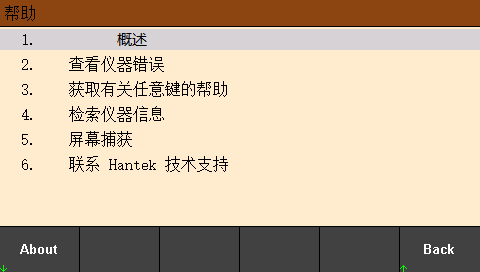 帮助
1. 概述
2. 查看仪器错误
3. 获取有关任意键的帮助
4. 检索仪器信息
5. 屏幕捕获
6. 联系 Hantek 技术支持
About Back